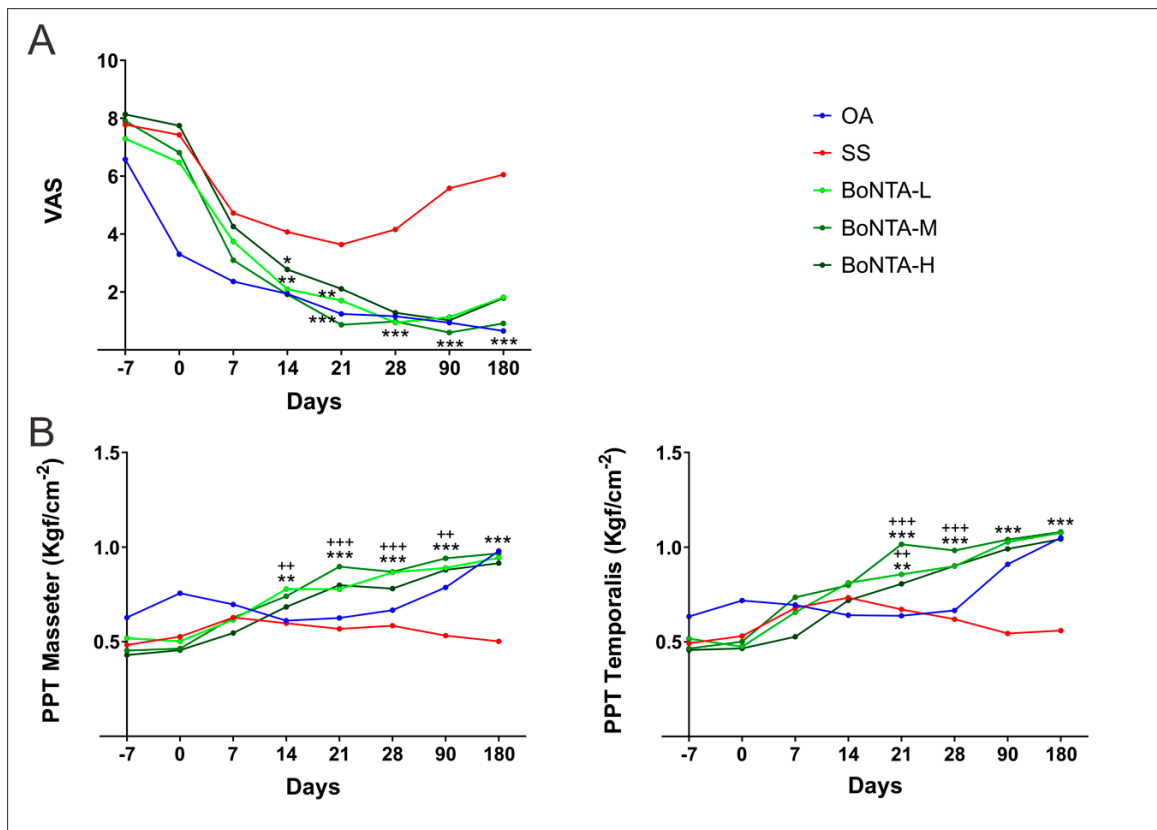 A
10
8
6
4
2
VAS
*
**
**
***
***
***
***
-7 0 7 14 21 28 90 180
Days
OA
SS
BoNTA-L
BoNTA-M
BoNTA-H
B
1.5
1.0
0.5
PPT Masseter (Kgf/cm-2)
++
**
+++
***
+++
***
++
***
***
-7 0 7 14 21 28 90 180
Days
1.5
1.0
0.5
PPT Temporalis (Kgf/cm-2)
+++
***
++
**
+++
***
***
***
-7 0 7 14 21 28 90 180
Days